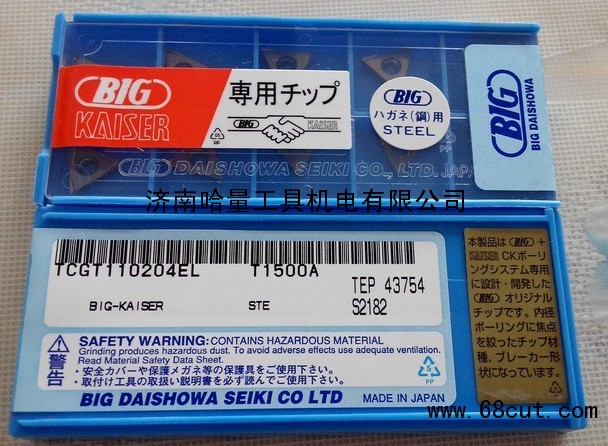 BIG
KAISER
専用チップ
BIG KAISER
BIG
ハガネ(鋼)用
STEEL
BIG
BIG DAISHOWA
PP
BIG DAISHOWA SEIKI CO., LTD. JAPAN
济南哈量工具机电有限公司
TCGT110204EL T1500A
TEP 43754
BIG-KAISER STE S2182
本製品はBIG+
KAISER CKボー
リングシステム専用
に設計・開発した
BIG オリジナル
チップです。内径
ボーリングに焦点
を絞ったチップ材
種、ブレーカー形
状になっています。
警告
SAFETY WARNING: CONTAINS HAZARDOUS MATERIAL
Grinding produces hazardous dust. To avoid adverse effects use adequate ventilation.
Read Material Safety Data Sheet.
・安全カバーや保護メガネ等の保護具をご使用下さい。
・取付け工具の取扱い説明書を必ず読んでご使用下さい。
5
PP
BIG DAISHOWA SEIKI CO LTD
MADE IN JAPAN
www.68cut.com